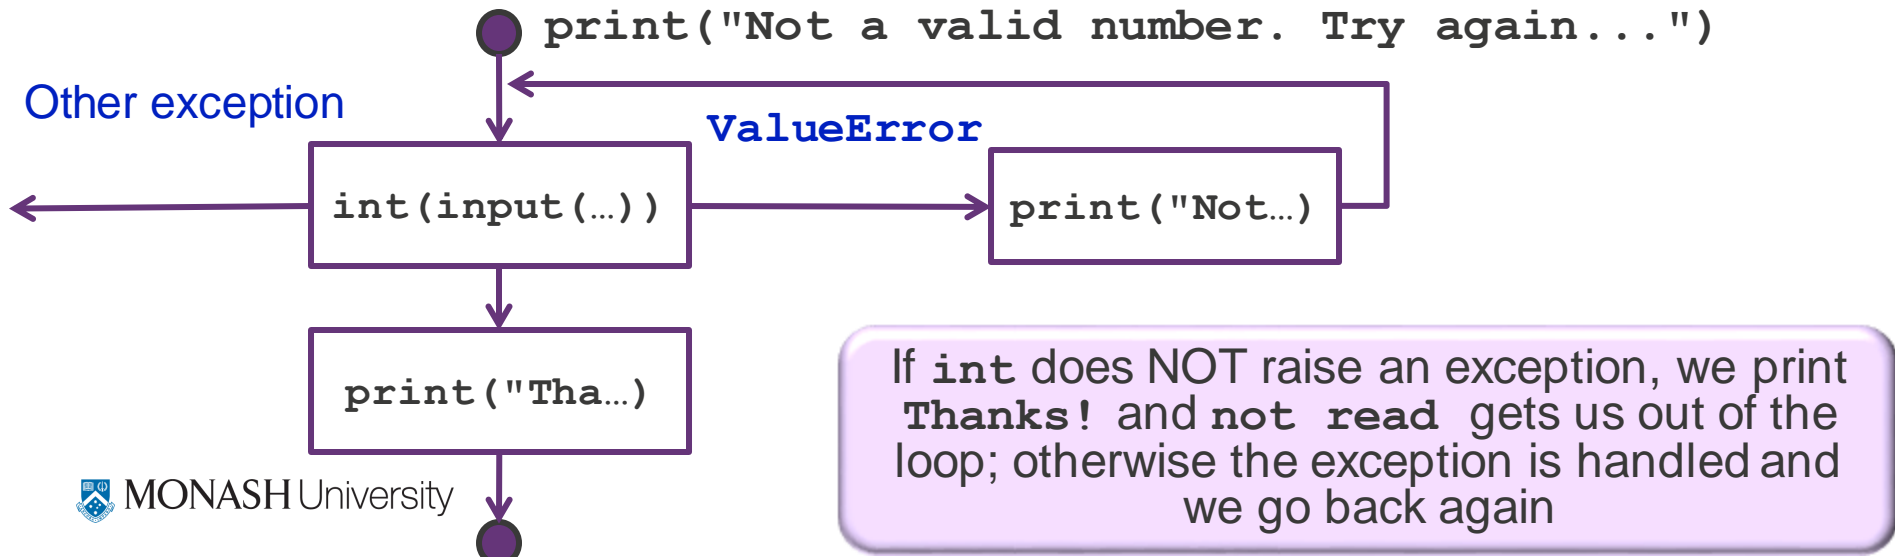 print("Not a valid number. Try again...")
Other exception
ValueError
int(input(…))
print("Not…)
print("Tha…)
If int does NOT raise an exception, we print
Thanks! and not read gets us out of the
loop; otherwise the exception is handled and
we go back again
MONASH University